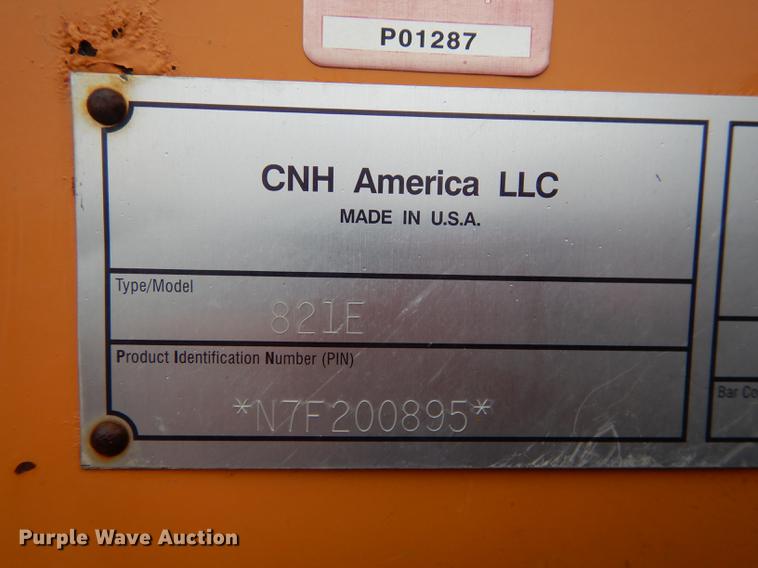 P01287
CNH America LLC
MADE IN U.S.A.
Type/Model
821E
Product Identification Number (PIN)
*N7F200895*
Bar Co
Purple Wave Auction